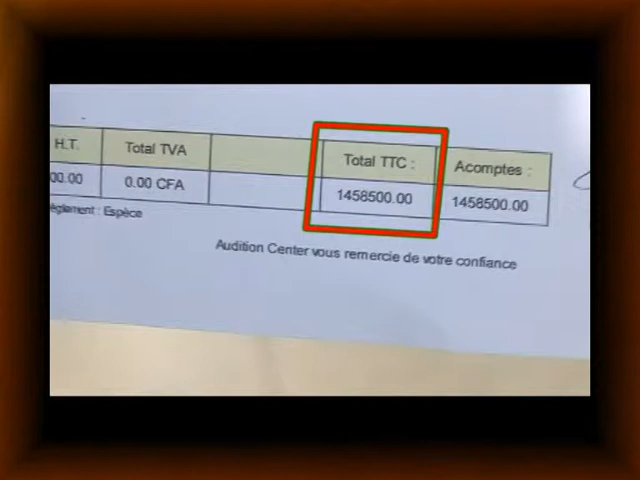 H.T. Total TVA Total TTC : Acomptes :
00.00 0.00 CFA 1458500.00 1458500.00
èglement : Espèce
Audition Center vous remercie de votre confiance